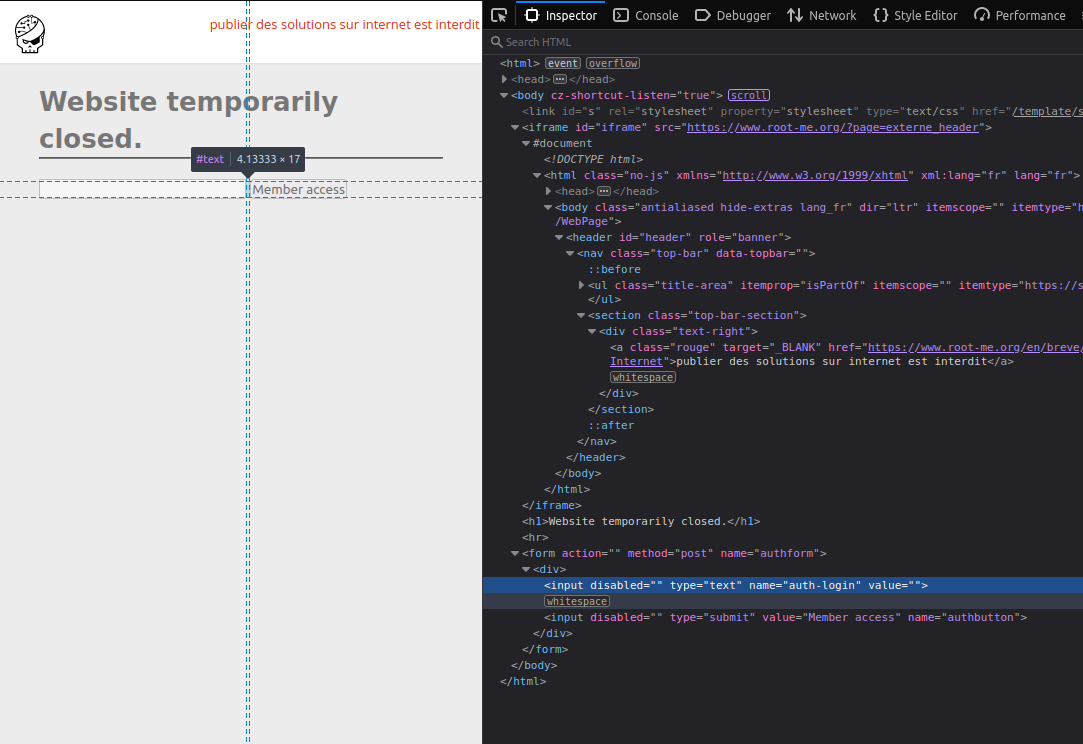 publier des solutions sur internet est interdit
Website temporarily
closed.
#text 4.13333 × 17
Member access
Inspector Console Debugger Network Style Editor Performance
Search HTML
<html> event overflow
<head> </head>
<body cz-shortcut-listen="true"> scroll
<link id="s" rel="stylesheet" property="stylesheet" type="text/css" href="/template/s
<iframe id="iframe" src="https://www.root-me.org/?page=externe_header">
#document
<!DOCTYPE html>
<html class="no-js" xmlns="http://www.w3.org/1999/xhtml" xml:lang="fr" lang="fr">
<head> </head>
<body class="antialiased hide-extras lang_fr" dir="ltr" itemscope="" itemtype="h
/WebPage">
<header id="header" role="banner">
<nav class="top-bar" data-topbar="">
::before
<ul class="title-area" itemprop="isPartOf" itemscope="" itemtype="https://s
</ul>
<section class="top-bar-section">
<div class="text-right">
<a class="rouge" target="_BLANK" href="https://www.root-me.org/en/breve/
Internet">publier des solutions sur internet est interdit</a>
whitespace
</div>
</section>
::after
</nav>
</header>
</body>
</html>
</iframe>
<h1>Website temporarily closed.</h1>
<hr>
<form action="" method="post" name="authform">
<div>
<input disabled="" type="text" name="auth-login" value="">
whitespace
<input disabled="" type="submit" value="Member access" name="authbutton">
</div>
</form>
</body>
</html>